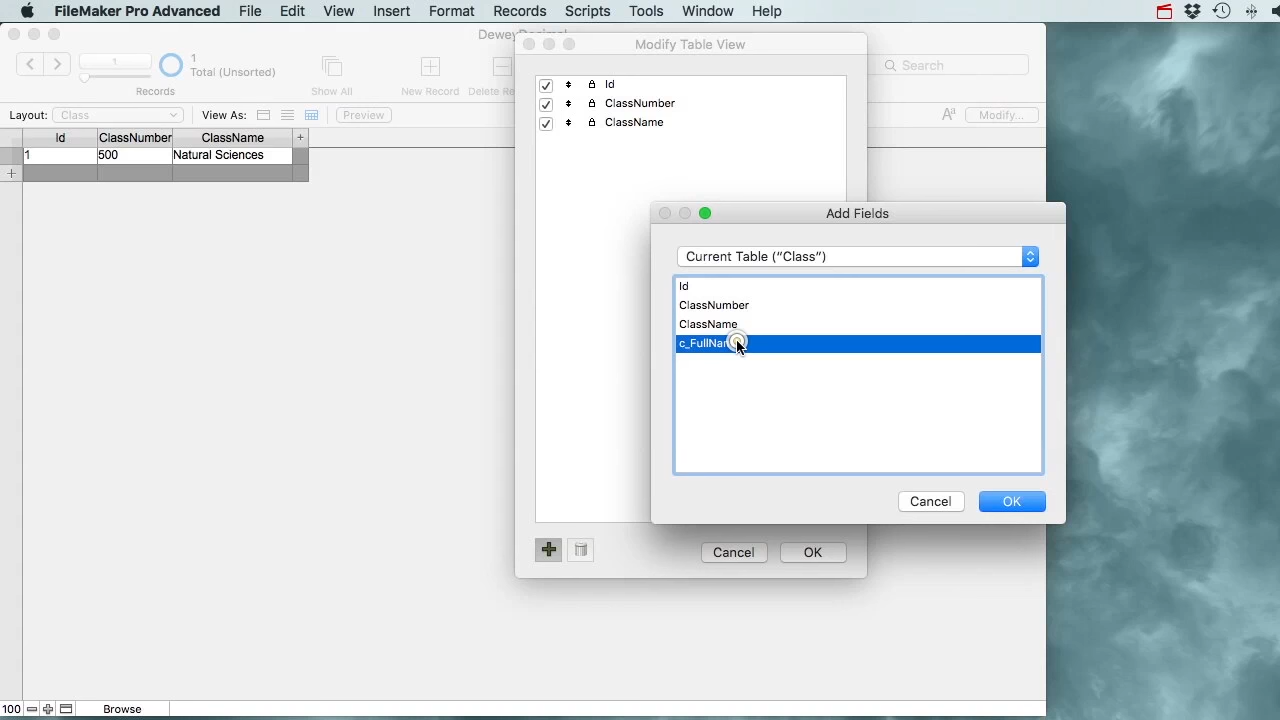 FileMaker Pro Advanced File Edit View Insert Format Records Scripts Tools Window Help
Modify Table View
1
1
Total (Unsorted)
Search
Records
Show All
New Record
Layout: Class View As: Preview
Modify...
Id ClassNumber ClassName +
1 500 Natural Sciences
Id
ClassNumber
ClassName
Add Fields
Current Table ("Class")
Id
ClassNumber
ClassName
Cancel OK
Cancel OK
100 Browse